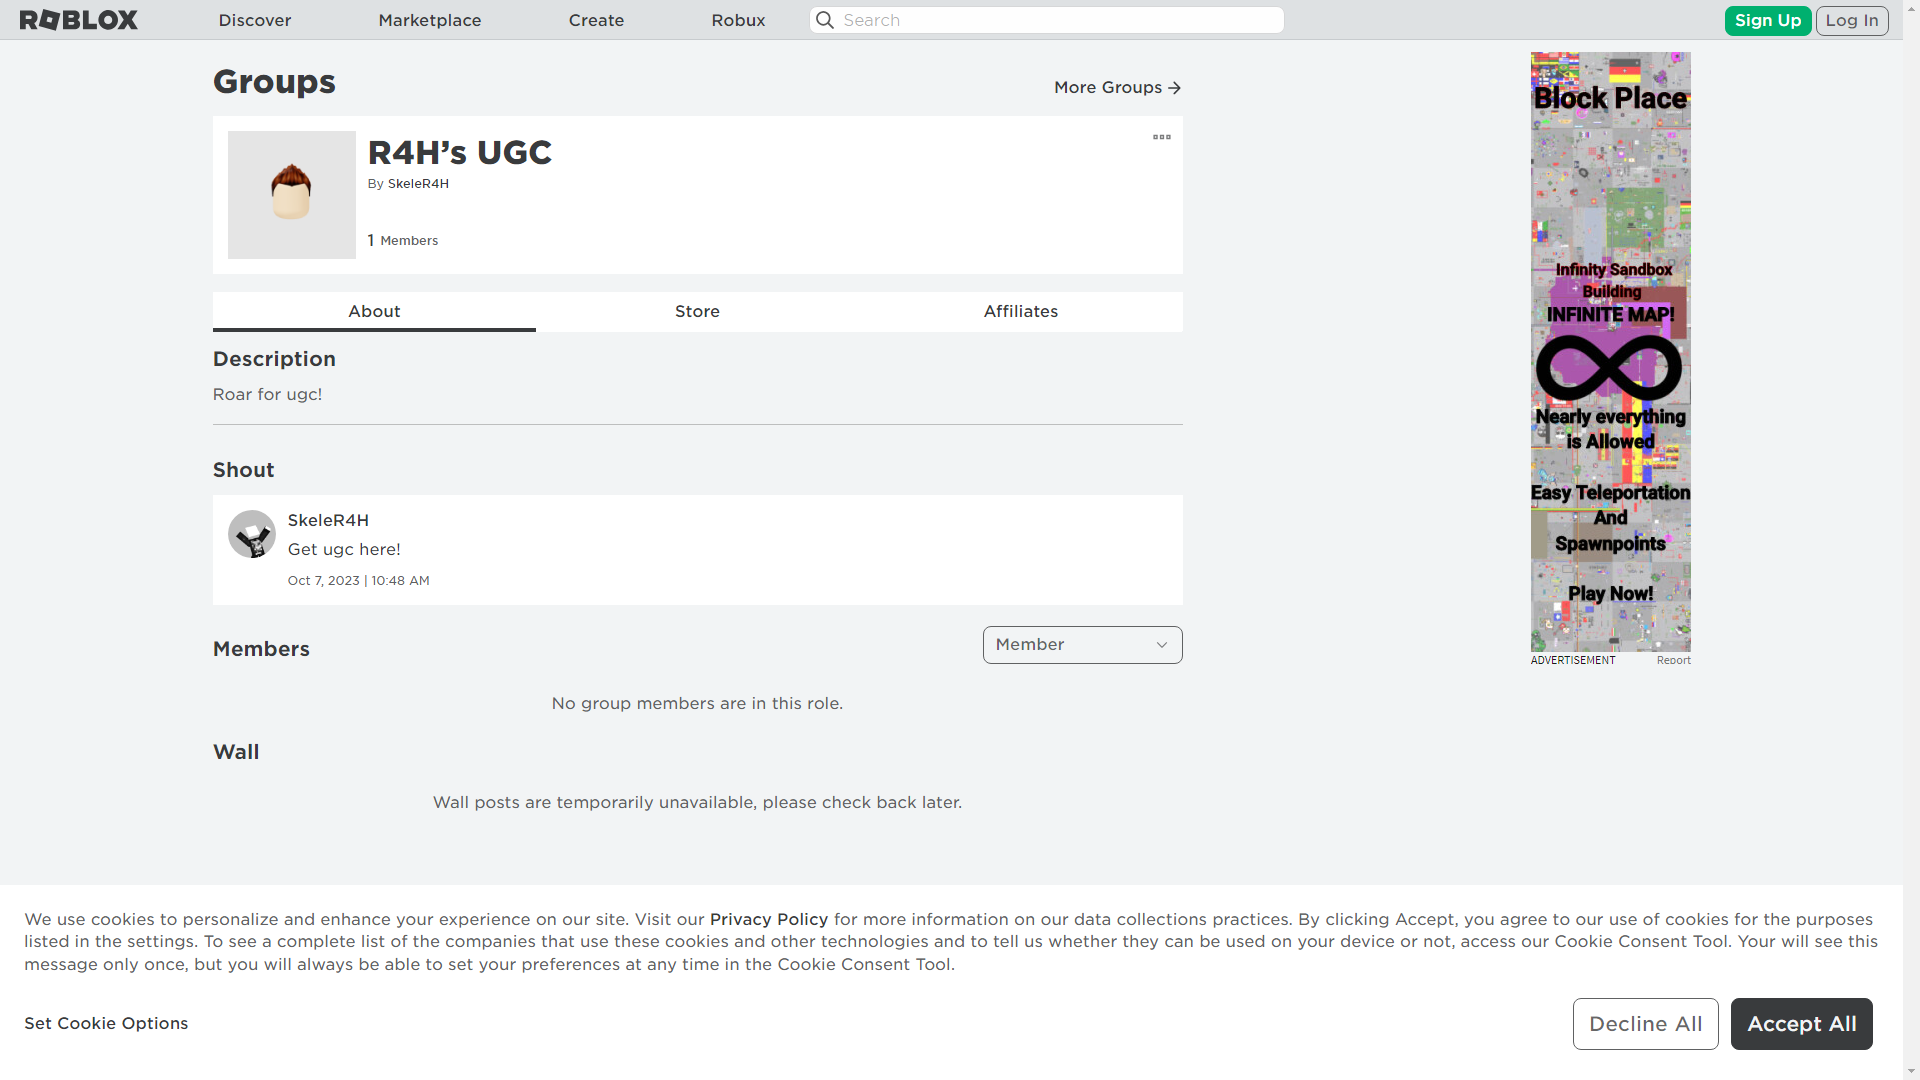 ROBLOX
Discover
Marketplace
Create
Robux
Search
Sign Up
Log In
Groups
More Groups
R4H’s UGC
By SkeleR4H
1 Members
About
Store
Affiliates
Description
Roar for ugc!
Shout
SkeleR4H
Get ugc here!
Oct 7, 2023 | 10:48 AM
Members
Member
No group members are in this role.
Wall
Wall posts are temporarily unavailable, please check back later.
Block Place
Infinity Sandbox
Building
INFINITE MAP!
Nearly everything
is Allowed
Easy Teleportation
And
Spawnpoints
Play Now!
ADVERTISEMENT
Report
We use cookies to personalize and enhance your experience on our site. Visit our Privacy Policy for more information on our data collections practices. By clicking Accept, you agree to our use of cookies for the purposes
listed in the settings. To see a complete list of the companies that use these cookies and other technologies and to tell us whether they can be used on your device or not, access our Cookie Consent Tool. Your will see this
message only once, but you will always be able to set your preferences at any time in the Cookie Consent Tool.
Set Cookie Options
Decline All
Accept All